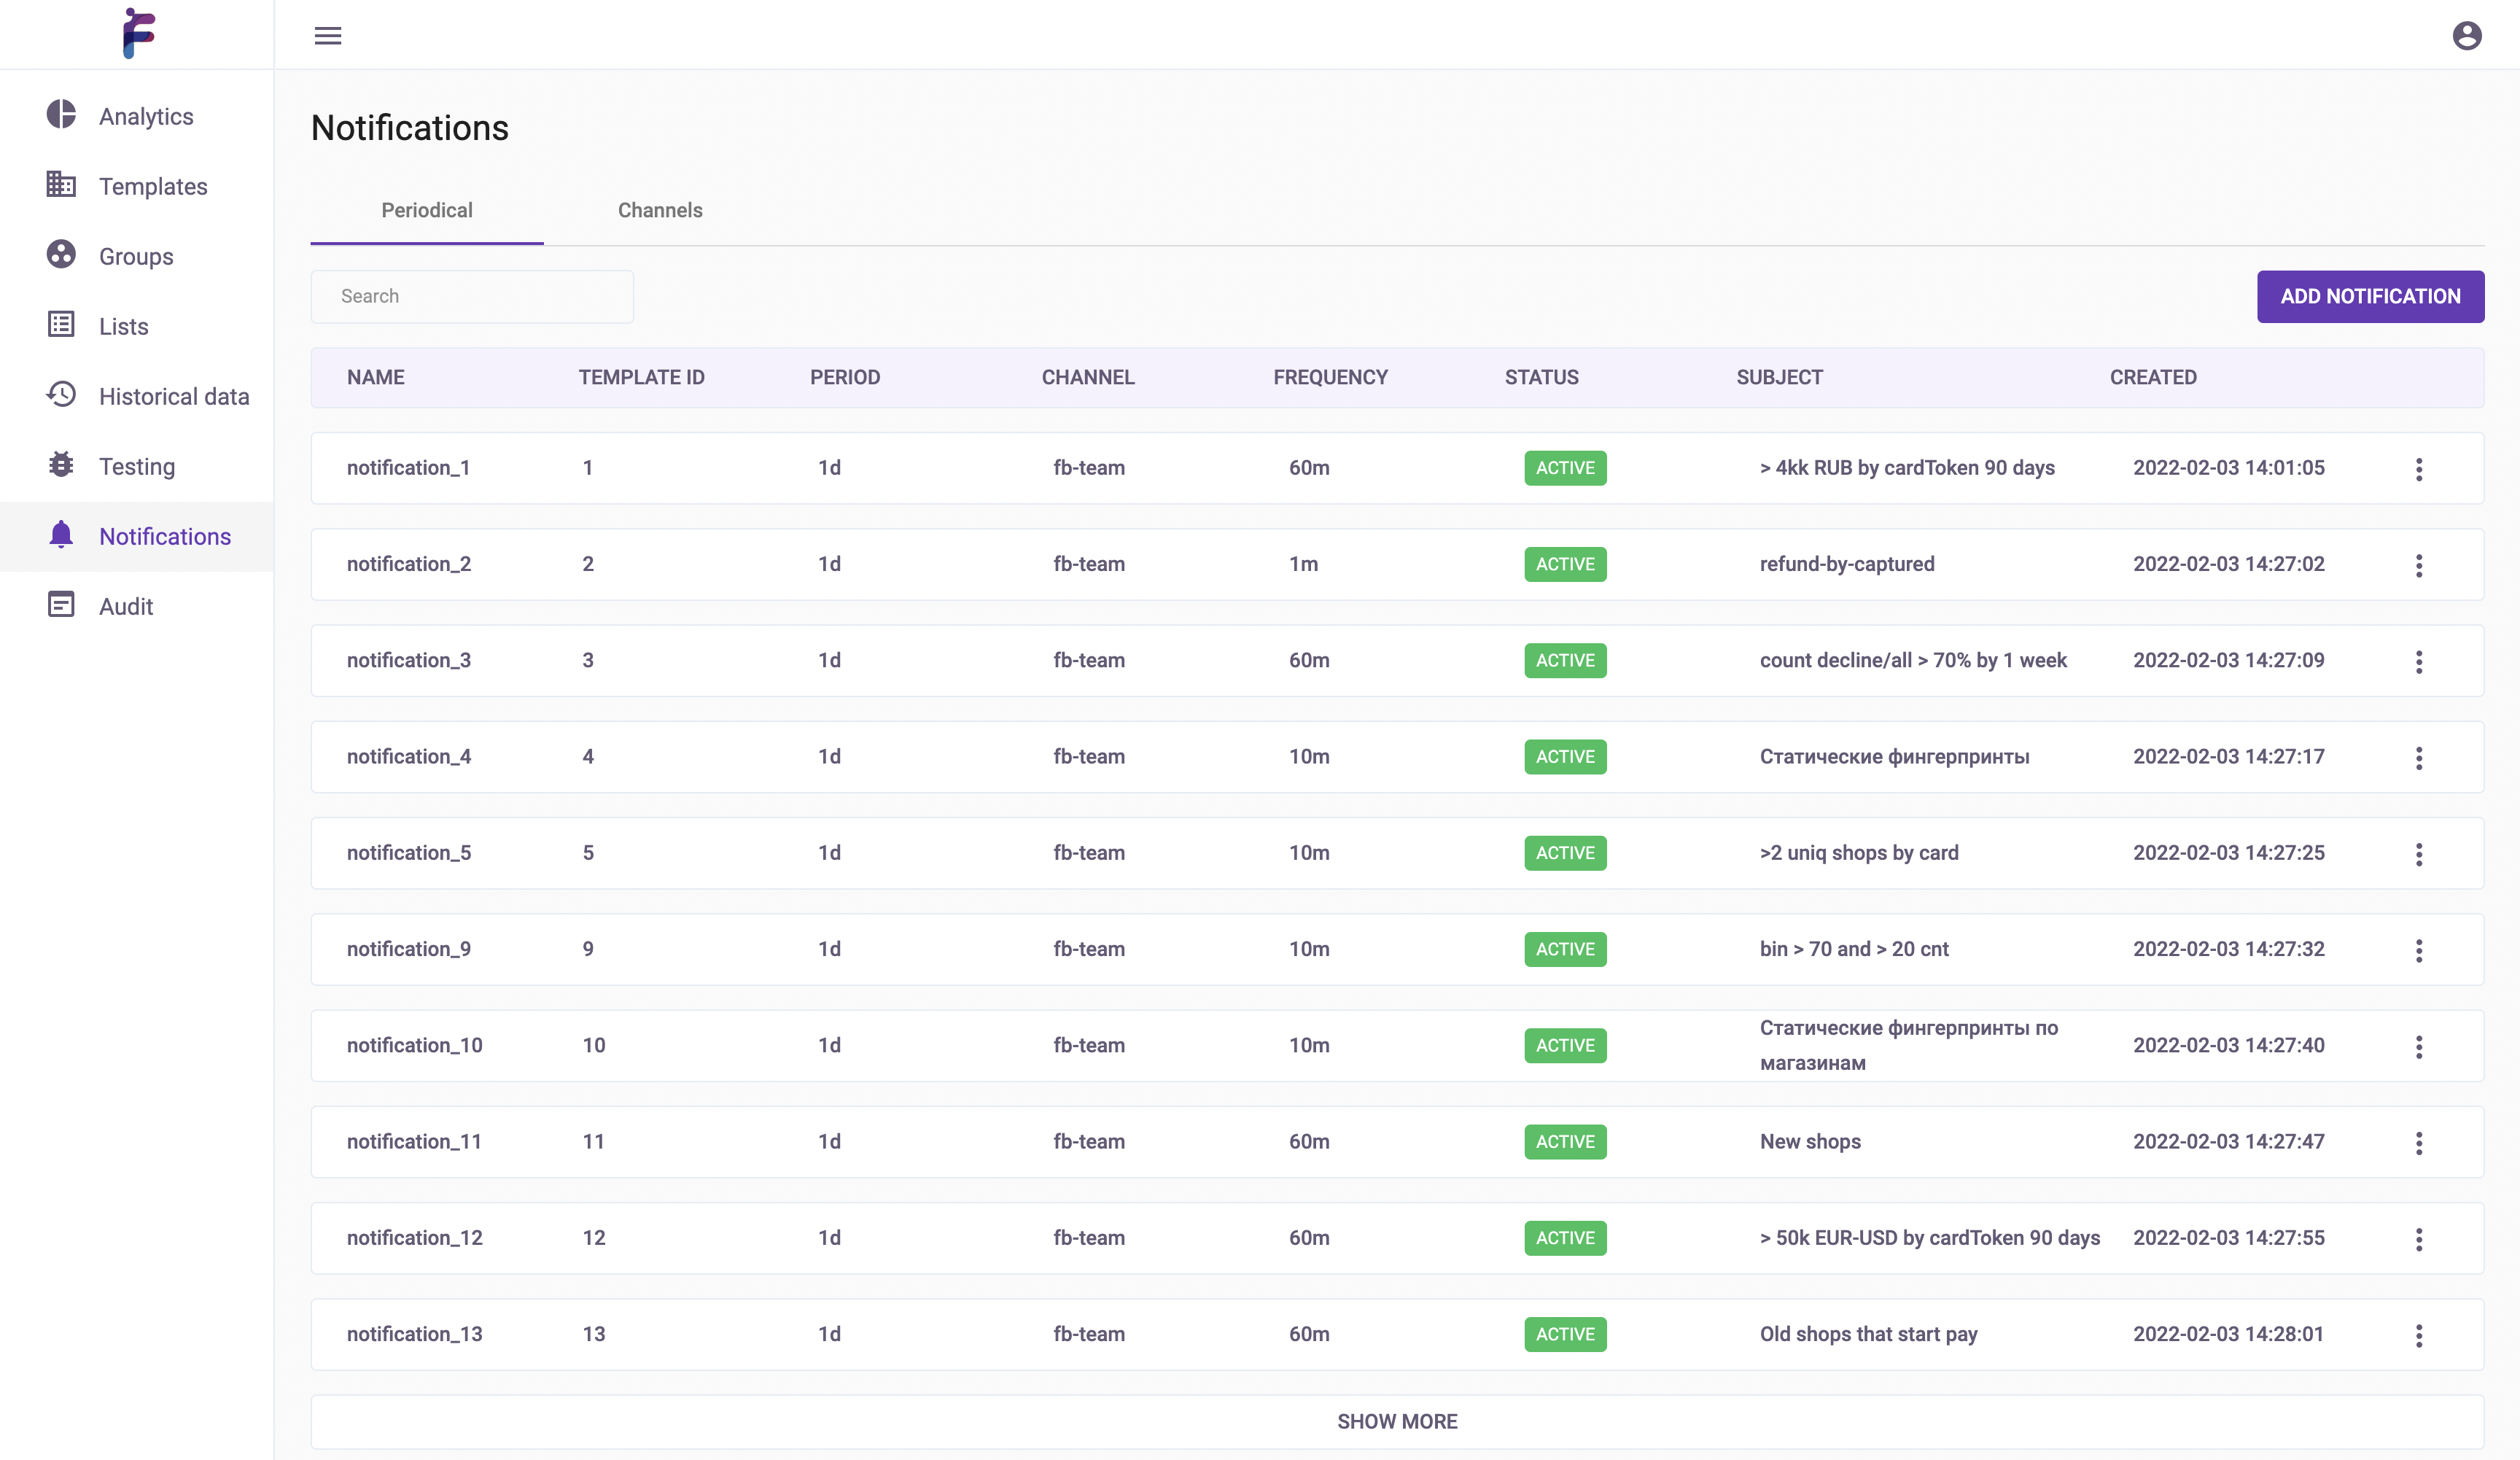 Analytics
Templates
Groups
Lists
Historical data
Testing
Notifications
Audit
Notifications
Periodical Channels
Search ADD NOTIFICATION
NAME TEMPLATE ID PERIOD CHANNEL FREQUENCY STATUS SUBJECT CREATED
notification_1 1 1d fb-team 60m ACTIVE > 4kk RUB by cardToken 90 days 2022-02-03 14:01:05
notification_2 2 1d fb-team 1m ACTIVE refund-by-captured 2022-02-03 14:27:02
notification_3 3 1d fb-team 60m ACTIVE count decline/all > 70% by 1 week 2022-02-03 14:27:09
notification_4 4 1d fb-team 10m ACTIVE Статические фингерпринты 2022-02-03 14:27:17
notification_5 5 1d fb-team 10m ACTIVE >2 uniq shops by card 2022-02-03 14:27:25
notification_9 9 1d fb-team 10m ACTIVE bin > 70 and > 20 cnt 2022-02-03 14:27:32
notification_10 10 1d fb-team 10m ACTIVE Статические фингерпринты по магазинам 2022-02-03 14:27:40
notification_11 11 1d fb-team 60m ACTIVE New shops 2022-02-03 14:27:47
notification_12 12 1d fb-team 60m ACTIVE > 50k EUR-USD by cardToken 90 days 2022-02-03 14:27:55
notification_13 13 1d fb-team 60m ACTIVE Old shops that start pay 2022-02-03 14:28:01
SHOW MORE